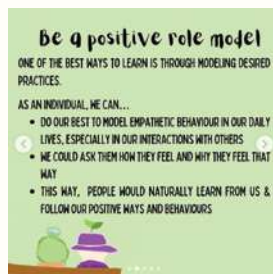 Be a positive role model
ONE OF THE BEST WAYS TO LEARN IS THROUGH MODELING DESIRED
PRACTICES.
AS AN INDIVIDUAL, WE CAN...
• DO OUR BEST TO MODEL EMPATHETIC BEHAVIOUR IN OUR DAILY
LIVES, ESPECIALLY IN OUR INTERACTIONS WITH OTHERS
• WE COULD ASK THEM HOW THEY FEEL AND WHY THEY FEEL THAT
WAY
• THIS WAY, PEOPLE WOULD NATURALLY LEARN FROM US &
FOLLOW OUR POSITIVE WAYS AND BEHAVIOURS